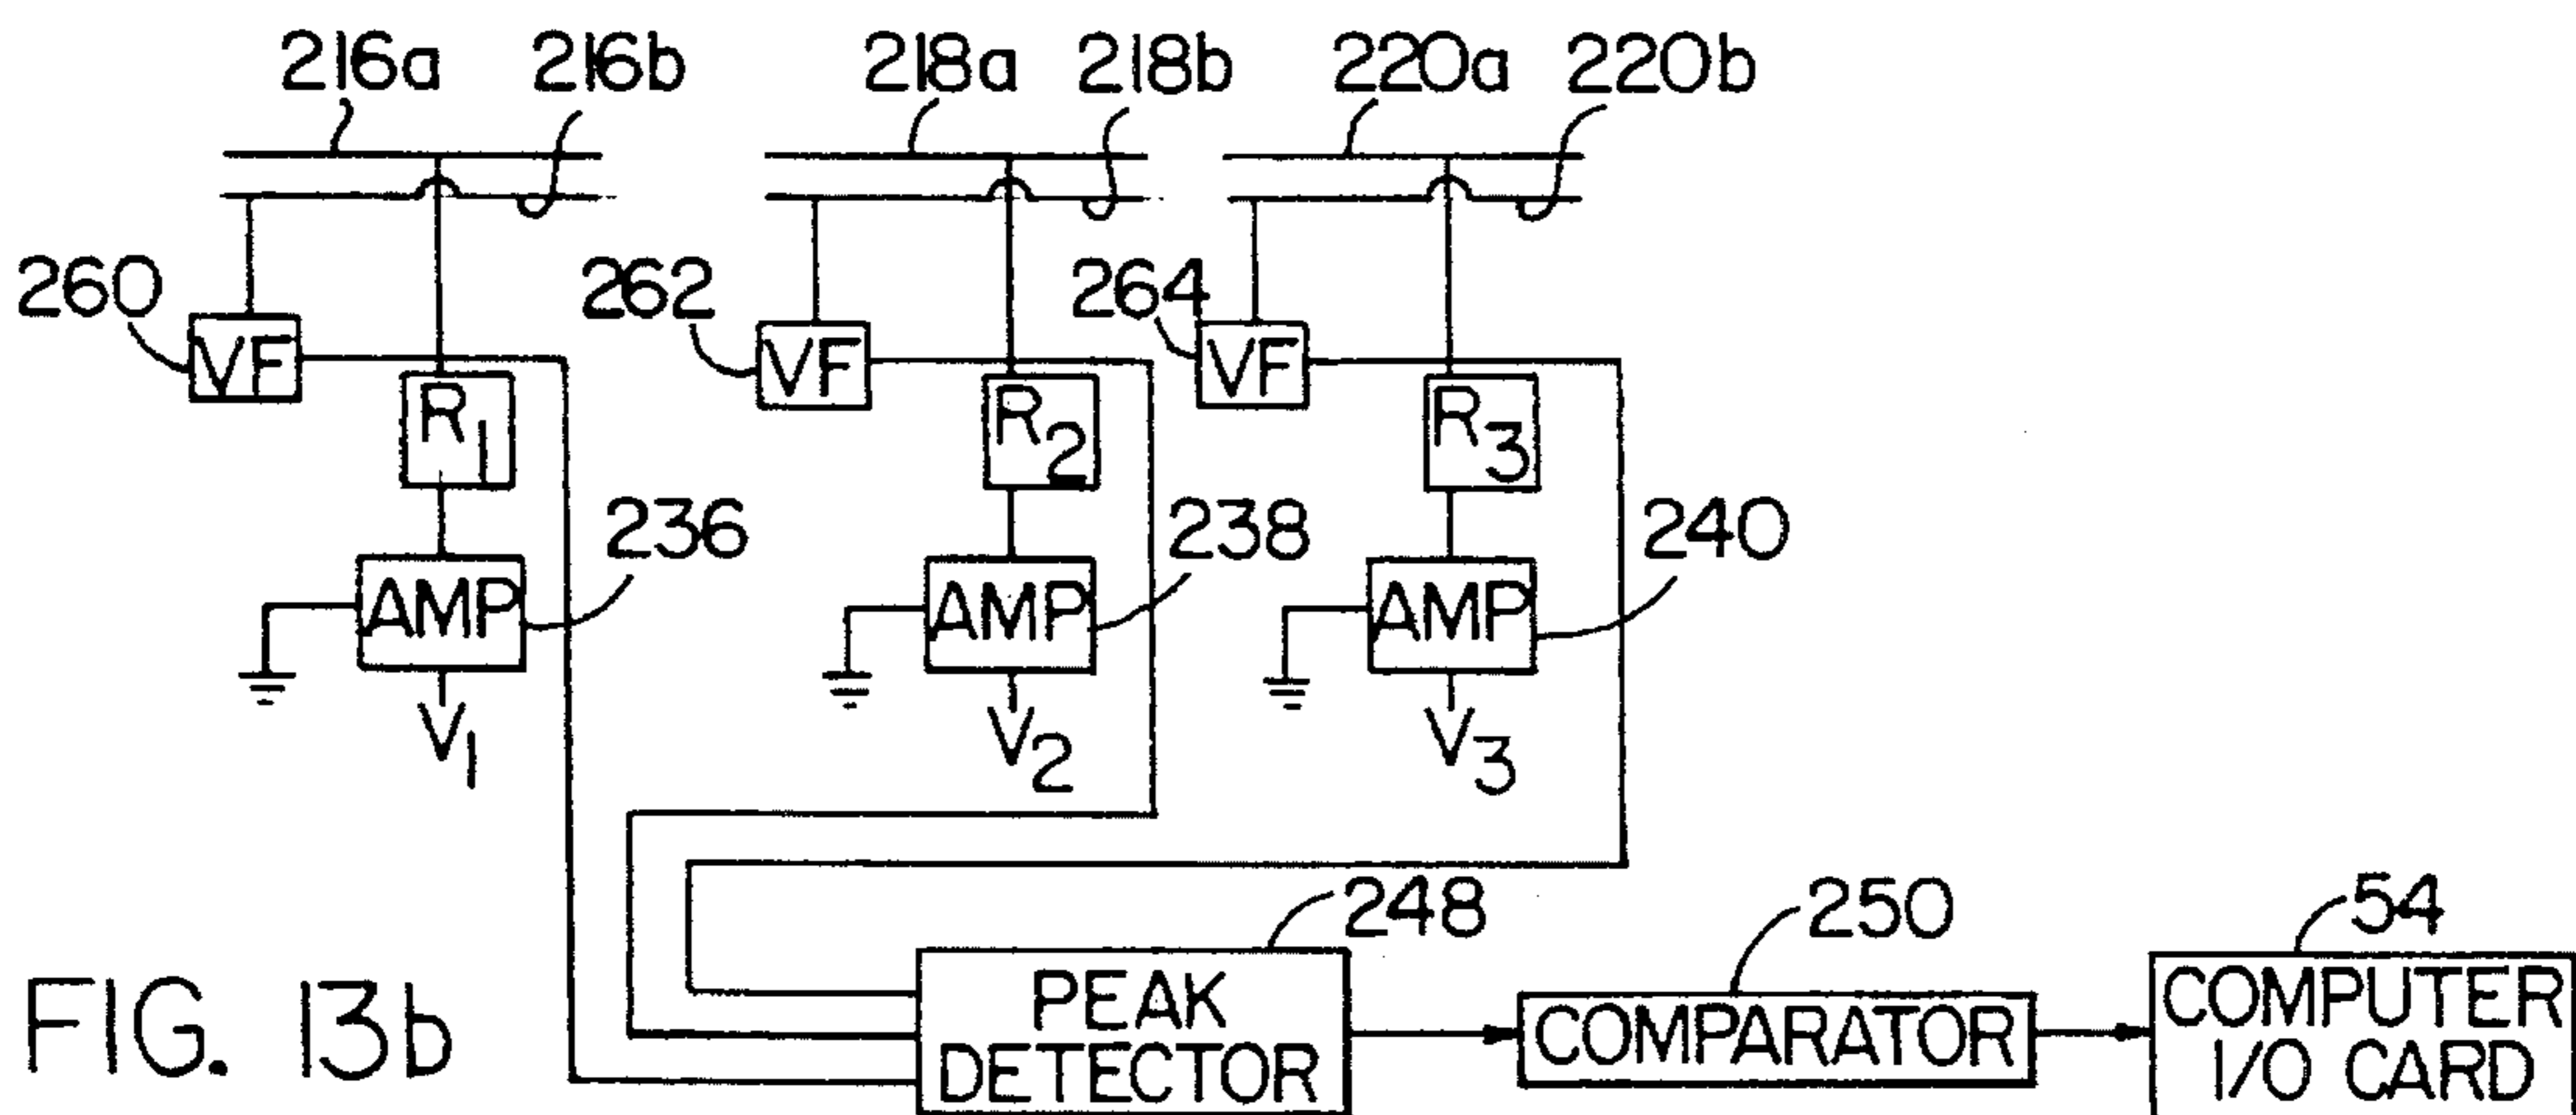 216a 216b 218a 218b 220a 220b
260 262 264
VF VF VF
R1 R2 R3
236 238 240
AMP AMP AMP
V1 V2 V3
248 250 54
PEAK DETECTOR
COMPARATOR
COMPUTER I/O CARD
FIG. 13b